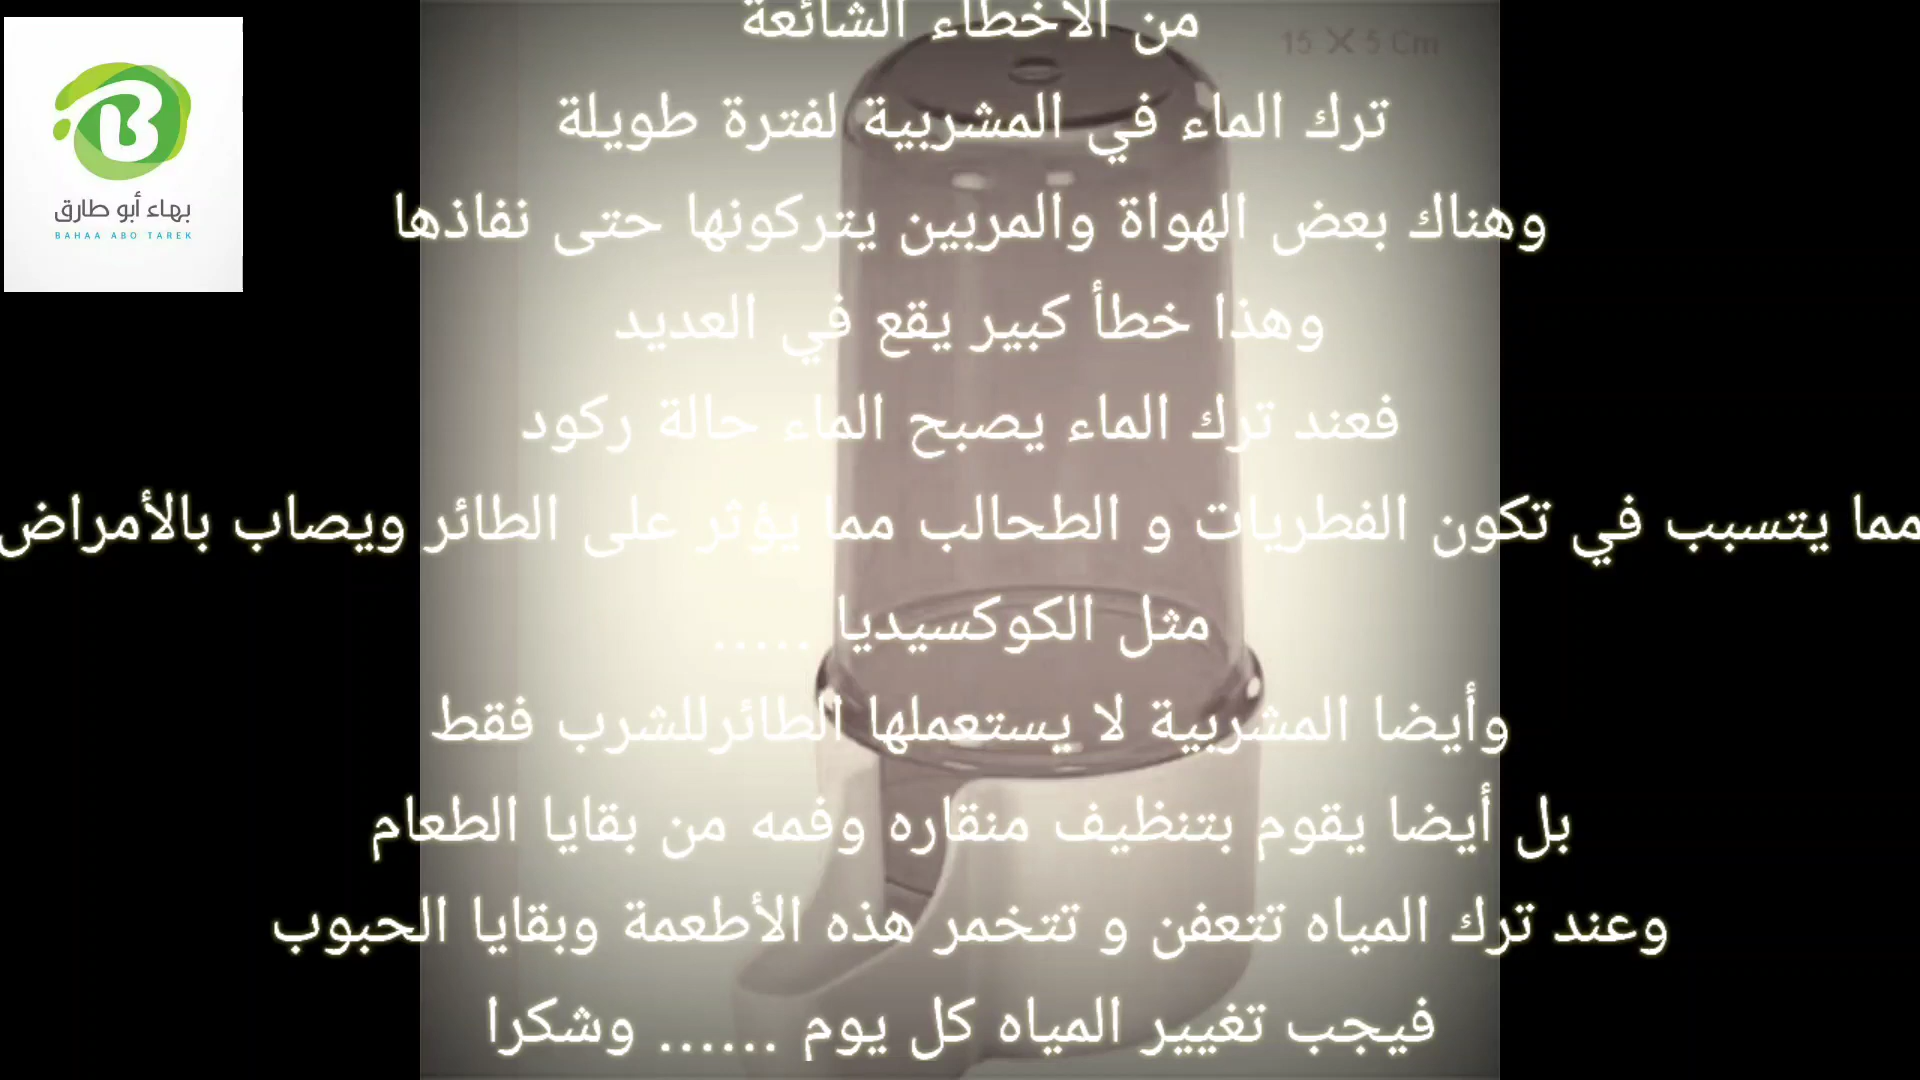 من الأخطاء الشائعة
15 X 5 Cm
ترك الماء في المشربية لفترة طويلة
وهناك بعض الهواة والمربين يتركونها حتى نفاذها
وهذا خطأ كبير يقع في العديد
فعند ترك الماء يصبح الماء حالة ركود
مما يتسبب في تكون الفطريات و الطحالب مما يؤثر على الطائر ويصاب بالأمراض
مثل الكوكسيديا .....
وأيضا المشربية لا يستعملها الطائرللشرب فقط
بل أيضا يقوم بتنظيف منقاره وفمه من بقايا الطعام
وعند ترك المياه تتعفن و تتخمر هذه الأطعمة وبقايا الحبوب
فيجب تغيير المياه كل يوم ...... وشكرا
B
بهاء أبو طارق
BAHAA ABO TAREK